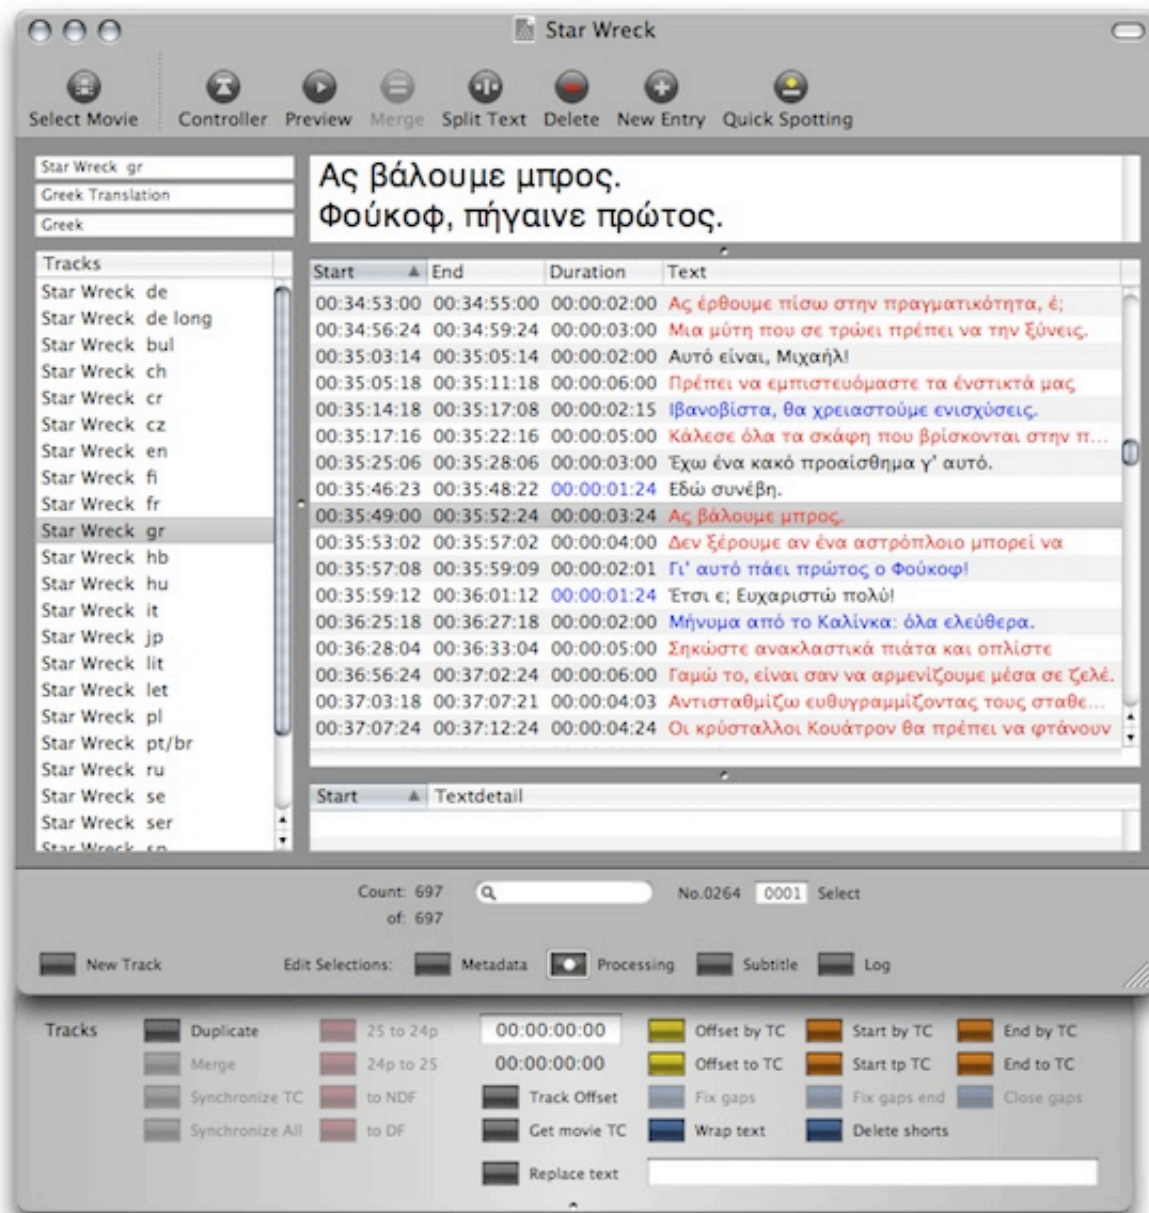 Star Wreck
Select Movie Controller Preview Merge Split Text Delete New Entry Quick Spotting
Star Wreck gr
Greek Translation
Greek
Ας βάλουμε μπρος.
Φούκοφ, πήγαινε πρώτος.
Tracks
Star Wreck de
Star Wreck de long
Star Wreck bul
Star Wreck ch
Star Wreck cr
Star Wreck cz
Star Wreck en
Star Wreck fi
Star Wreck fr
Star Wreck gr
Star Wreck hb
Star Wreck hu
Star Wreck it
Star Wreck jp
Star Wreck lit
Star Wreck let
Star Wreck pl
Star Wreck pt/br
Star Wreck ru
Star Wreck se
Star Wreck ser
Star Wreck sp
Start End Duration Text
00:34:53:00 00:34:55:00 00:00:02:00 Ας έρθουμε πίσω στην πραγματικότητα, έ;
00:34:56:24 00:34:59:24 00:00:03:00 Μια μύτη που σε τρώει πρέπει να την ξύνεις.
00:35:03:14 00:35:05:14 00:00:02:00 Αυτό είναι, Μιχαήλ!
00:35:05:18 00:35:11:18 00:00:06:00 Πρέπει να εμπιστευόμαστε τα ένστικτά μας
00:35:14:18 00:35:17:08 00:00:02:15 Ιβανοβίστα, θα χρειαστούμε ενισχύσεις.
00:35:17:16 00:35:22:16 00:00:05:00 Κάλεσε όλα τα σκάφη που βρίσκονται στην π...
00:35:25:06 00:35:28:06 00:00:03:00 Έχω ένα κακό προαίσθημα γ' αυτό.
00:35:46:23 00:35:48:22 00:00:01:24 Εδώ συνέβη.
00:35:49:00 00:35:52:24 00:00:03:24 Ας βάλουμε μπρος.
00:35:53:02 00:35:57:02 00:00:04:00 Δεν ξέρουμε αν ένα αστρόπλοιο μπορεί να
00:35:57:08 00:35:59:09 00:00:02:01 Γι' αυτό πάει πρώτος ο Φούκοφ!
00:35:59:12 00:36:01:12 00:00:01:24 Έτσι ε; Ευχαριστώ πολύ!
00:36:25:18 00:36:27:18 00:00:02:00 Μήνυμα από το Καλίνκα: όλα ελεύθερα.
00:36:28:04 00:36:33:04 00:00:05:00 Σηκώστε ανακλαστικά πιάτα και οπλίστε
00:36:56:24 00:37:02:24 00:00:06:00 Γαμώ το, είναι σαν να αρμενίζουμε μέσα σε ζελέ.
00:37:03:18 00:37:07:21 00:00:04:03 Αντισταθμίζω ευθυγραμμίζοντας τους σταθε...
00:37:07:24 00:37:12:24 00:00:04:24 Οι κρύσταλλοι Κουάτρον θα πρέπει να φτάνουν
Start Textdetail
Count: 697 No.0264 0001 Select
of: 697
New Track Edit Selections: Metadata Processing Subtitle Log
Tracks Duplicate 25 to 24p 00:00:00:00 Offset by TC Start by TC End by TC
Merge 24p to 25 00:00:00:00 Offset to TC Start tp TC End to TC
Synchronize TC to NDF Track Offset Fix gaps Fix gaps end Close gaps
Synchronize All to DF Get movie TC Wrap text Delete shorts
Replace text